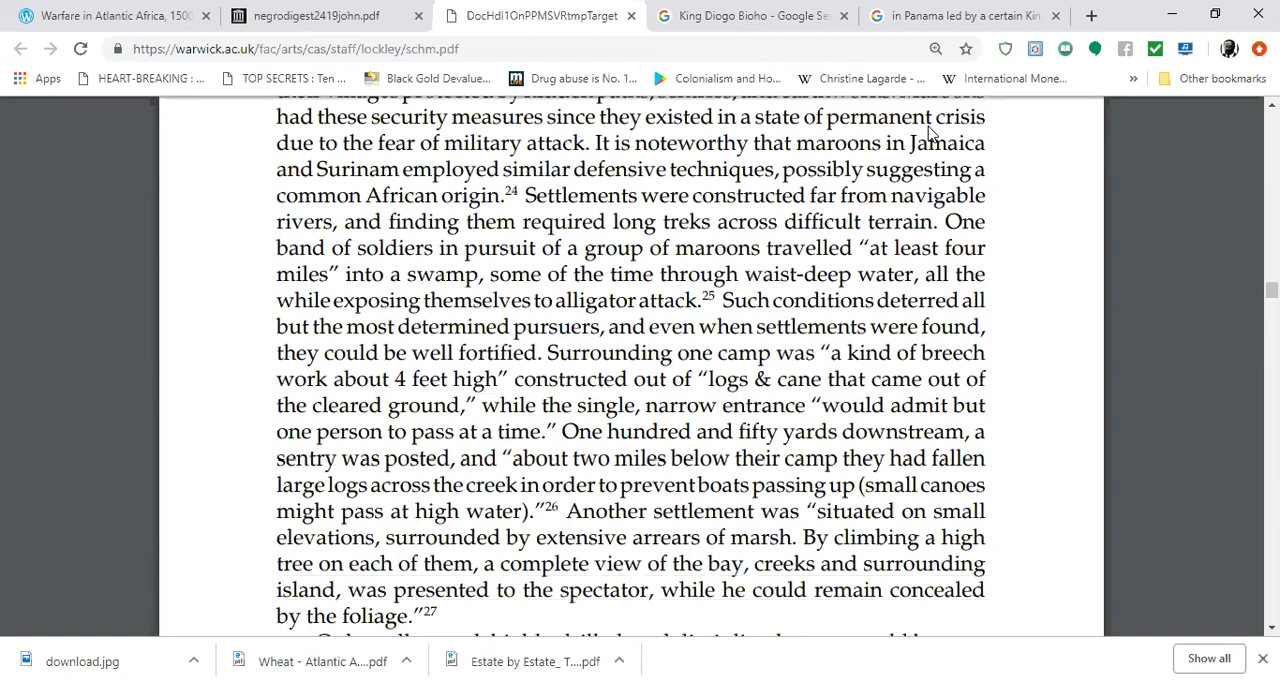 Warfare in Atlantic Africa, 1500
negrodigest2419john.pdf
DocHdl1OnPPMSVRtmpTarget
King Diogo Bioho - Google Se
in Panama led by a certain Kin
https://warwick.ac.uk/fac/arts/cas/staff/lockley/schm.pdf
Apps
HEART-BREAKING : ...
TOP SECRETS : Ten ...
Black Gold Devalue...
Drug abuse is No. 1...
Colonialism and Ho...
Christine Lagarde - ...
International Mone...
»
Other bookmarks
had these security measures since they existed in a state of permanent crisis
due to the fear of military attack. It is noteworthy that maroons in Jamaica
and Surinam employed similar defensive techniques, possibly suggesting a
common African origin.24 Settlements were constructed far from navigable
rivers, and finding them required long treks across difficult terrain. One
band of soldiers in pursuit of a group of maroons travelled “at least four
miles” into a swamp, some of the time through waist-deep water, all the
while exposing themselves to alligator attack.25 Such conditions deterred all
but the most determined pursuers, and even when settlements were found,
they could be well fortified. Surrounding one camp was “a kind of breech
work about 4 feet high” constructed out of “logs & cane that came out of
the cleared ground,” while the single, narrow entrance “would admit but
one person to pass at a time.” One hundred and fifty yards downstream, a
sentry was posted, and “about two miles below their camp they had fallen
large logs across the creek in order to prevent boats passing up (small canoes
might pass at high water).”26 Another settlement was “situated on small
elevations, surrounded by extensive arrears of marsh. By climbing a high
tree on each of them, a complete view of the bay, creeks and surrounding
island, was presented to the spectator, while he could remain concealed
by the foliage.”27
download.jpg
Wheat - Atlantic A....pdf
Estate by Estate_ T....pdf
Show all